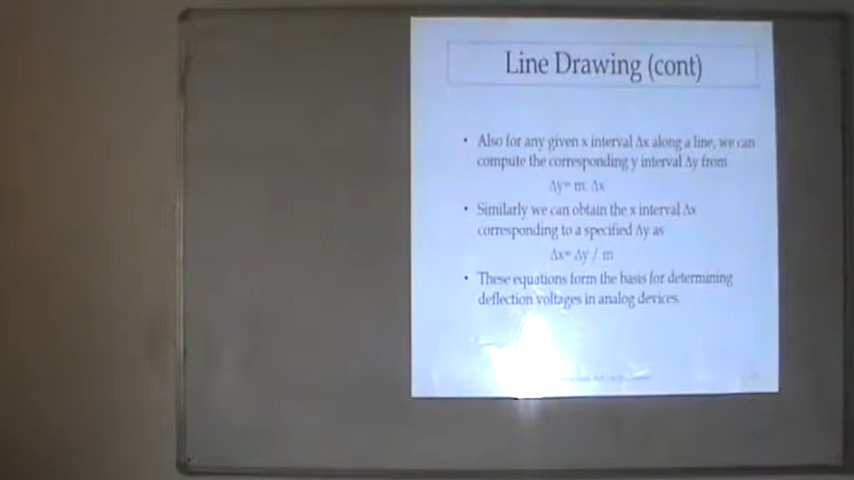 Line Drawing (cont)
• Also for any given x interval Δx along a line, we can
compute the corresponding y interval Δy from
Δy= m. Δx
• Similarly we can obtain the x interval Δx
corresponding to a specified Δy as
Δx= Δy / m
• These equations form the basis for determining
deflection voltages in analog devices.